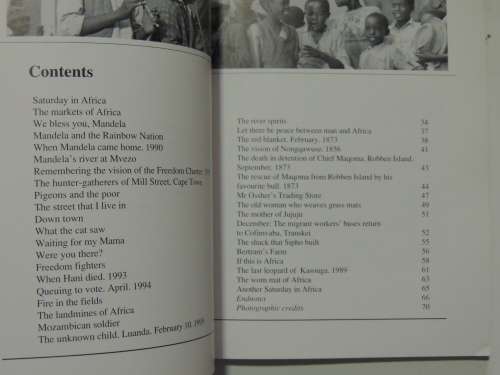 Contents
Saturday in Africa
The markets of Africa
We bless you, Mandela
Mandela and the Rainbow Nation
When Mandela came home. 1990
Mandela's river at Mvezo
Remembering the vision of the Freedom Charter
The hunter-gatherers of Mill Street, Cape Town
Pigeons and the poor
The street that I live in
Down town
What the cat saw
Waiting for my Mama
Were you there?
Freedom fighters
When Hani died. 1993
Queuing to vote. April. 1994
Fire in the fields
The landmines of Africa
Mozambican soldier
The unknown child. Luanda. February 10.
The river spirits 34
Let there be peace between man and Africa 37
The red blanket. February. 1873 38
The vision of Nongqawuse. 1856 41
The death in detention of Chief Maqoma. Robben Island.
September. 1873 43
The rescue of Maqoma from Robben Island by his
favourite bull. 1873 44
Mr Ossher's Trading Store 47
The old woman who weaves grass mats 49
The mother of Jujuju 51
December: The migrant workers' buses return
to Cofimvaba, Transkei 52
The shack that Sipho built 55
Bertram's Farm 56
If this is Africa 58
The last leopard of Kasouga. 1989 61
The worn mat of Africa 63
Another Saturday in Africa 65
Endnotes 66
Photographic credits 70